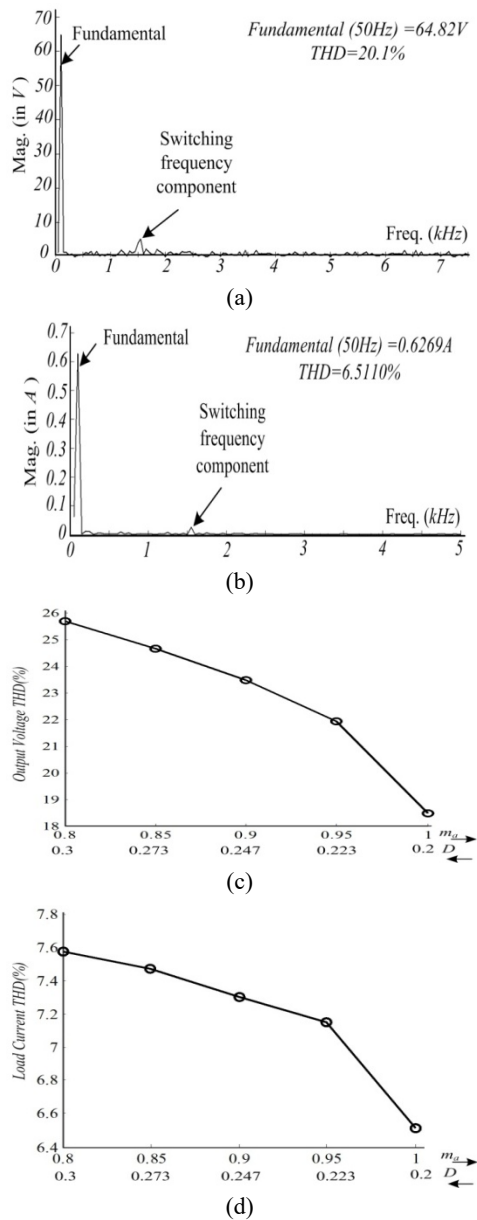 70
60
50
40
30
20
10
0
Mag. (in V)
Fundamental
Fundamental (50Hz) =64.82V
THD=20.1%
Switching
frequency
component
Freq. (kHz)
0 1 2 3 4 5 6 7
(a)
0.7
0.6
0.5
0.4
0.3
0.2
0.1
0
Mag. (in A )
Fundamental
Fundamental (50Hz) =0.6269A
THD=6.5110%
Switching
frequency
component
Freq. (kHz)
0 1 2 3 4 5
(b)
26
25
24
23
22
21
20
19
18
Output Voltage THD(%)
0.8 0.85 0.9 0.95 1 ma
0.3 0.273 0.247 0.223 0.2 D
(c)
7.8
7.6
7.4
7.2
7
6.8
6.6
6.4
Load Current THD(%)
0.8 0.85 0.9 0.95 1 ma
0.3 0.273 0.247 0.223 0.2 D
(d)